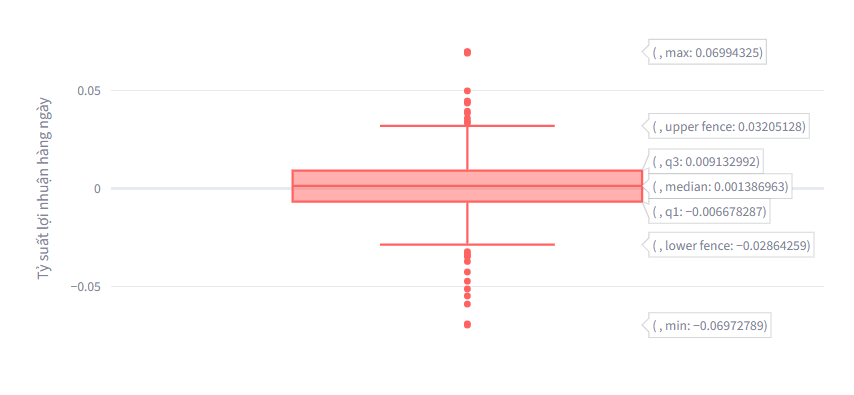 Tỷ suất lợi nhuận hàng ngày
0.05
0
−0.05
( , max: 0.06994325)
( , upper fence: 0.03205128)
( , q3: 0.009132992)
( , median: 0.001386963)
( , q1: −0.006678287)
( , lower fence: −0.02864259)
( , min: −0.06972789)